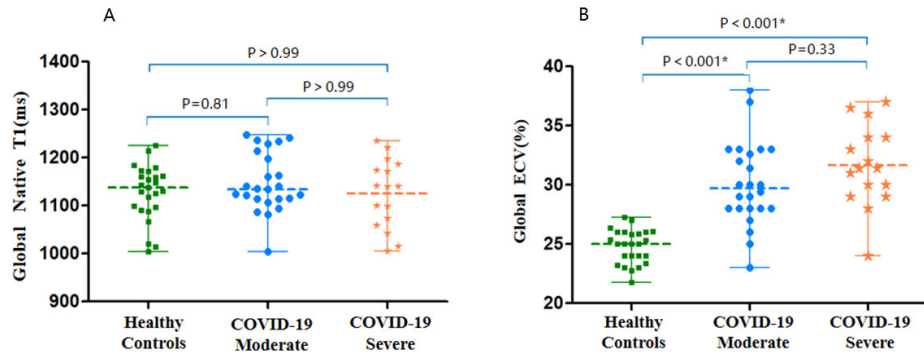 A
P > 0.99
P=0.81
P > 0.99
Global Native T1(ms)
1400
1300
1200
1100
1000
900
Healthy
Controls
COVID-19
Moderate
COVID-19
Severe
B
P < 0.001*
P=0.33
P < 0.001*
Global ECV(%)
40
35
30
25
20
Healthy
Controls
COVID-19
Moderate
COVID-19
Severe